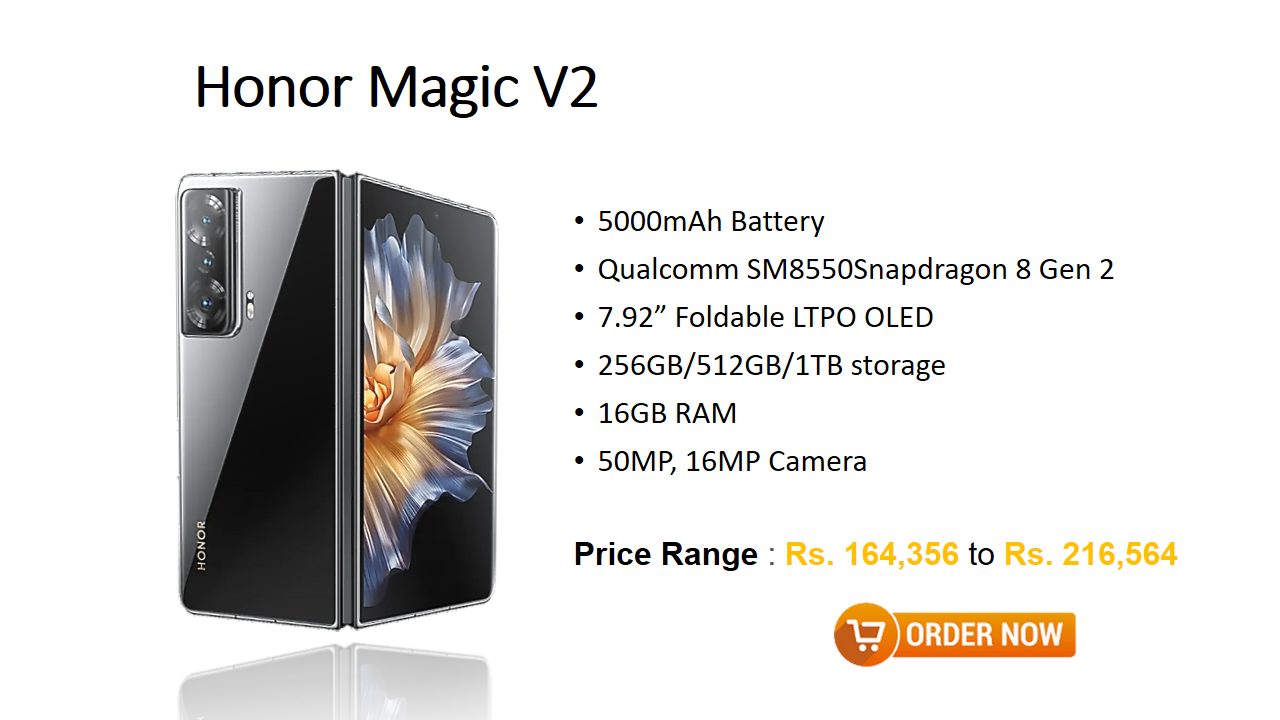 Honor Magic V2
• 5000mAh Battery
• Qualcomm SM8550Snapdragon 8 Gen 2
• 7.92” Foldable LTPO OLED
• 256GB/512GB/1TB storage
• 16GB RAM
• 50MP, 16MP Camera
HONOR
Price Range : Rs. 164,356 to Rs. 216,564
ORDER NOW